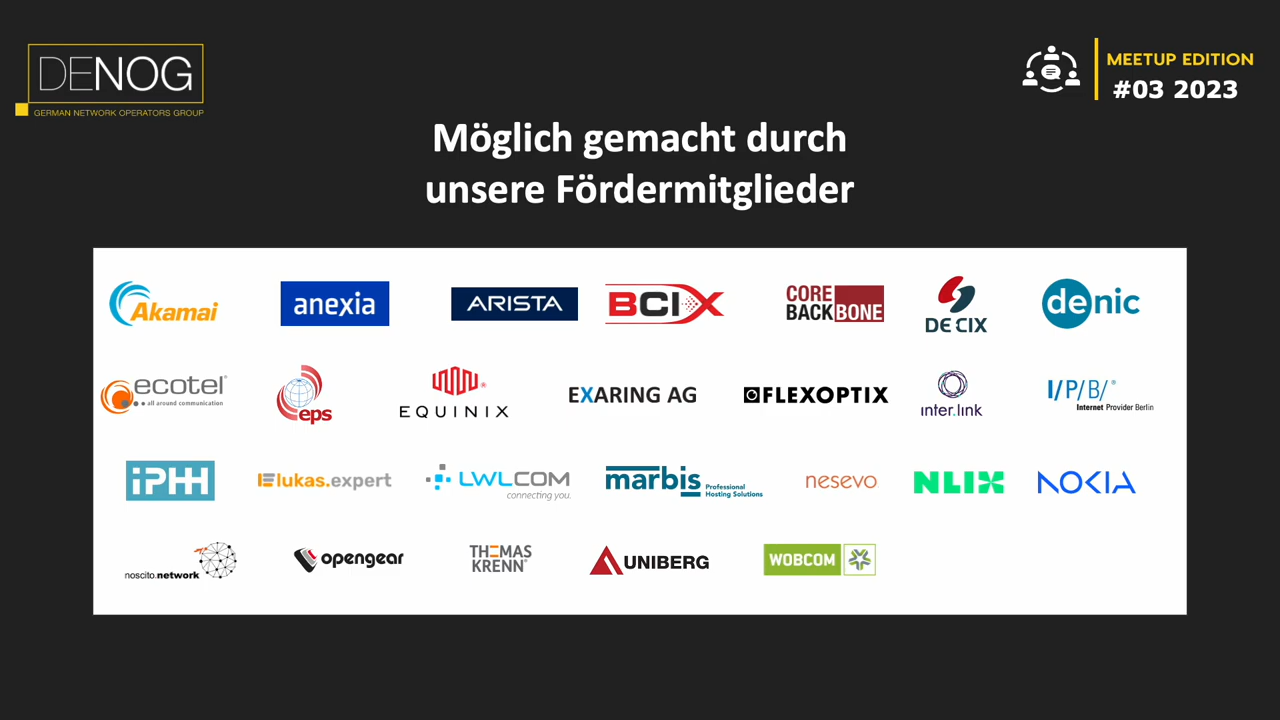 DENOG
GERMAN NETWORK OPERATORS GROUP
MEETUP EDITION
#03 2023
Möglich gemacht durch
unsere Fördermitglieder
Akamai
anexia
ARISTA
BCIX
CORE
BACKBONE
DE CIX
denic
ecotel®
all around communication
eps
EQUINIX®
EXARING AG
FLEXOPTIX
inter.link
I/P/B/®
Internet Provider Berlin
iPHH
lukas.expert
LWLCOM
connecting you.
marbis
Professional
Hosting Solutions
nesevo
NLIX
NOKIA
noscito.network
opengear
THOMAS
KRENN®
UNIBERG
WOBCOM